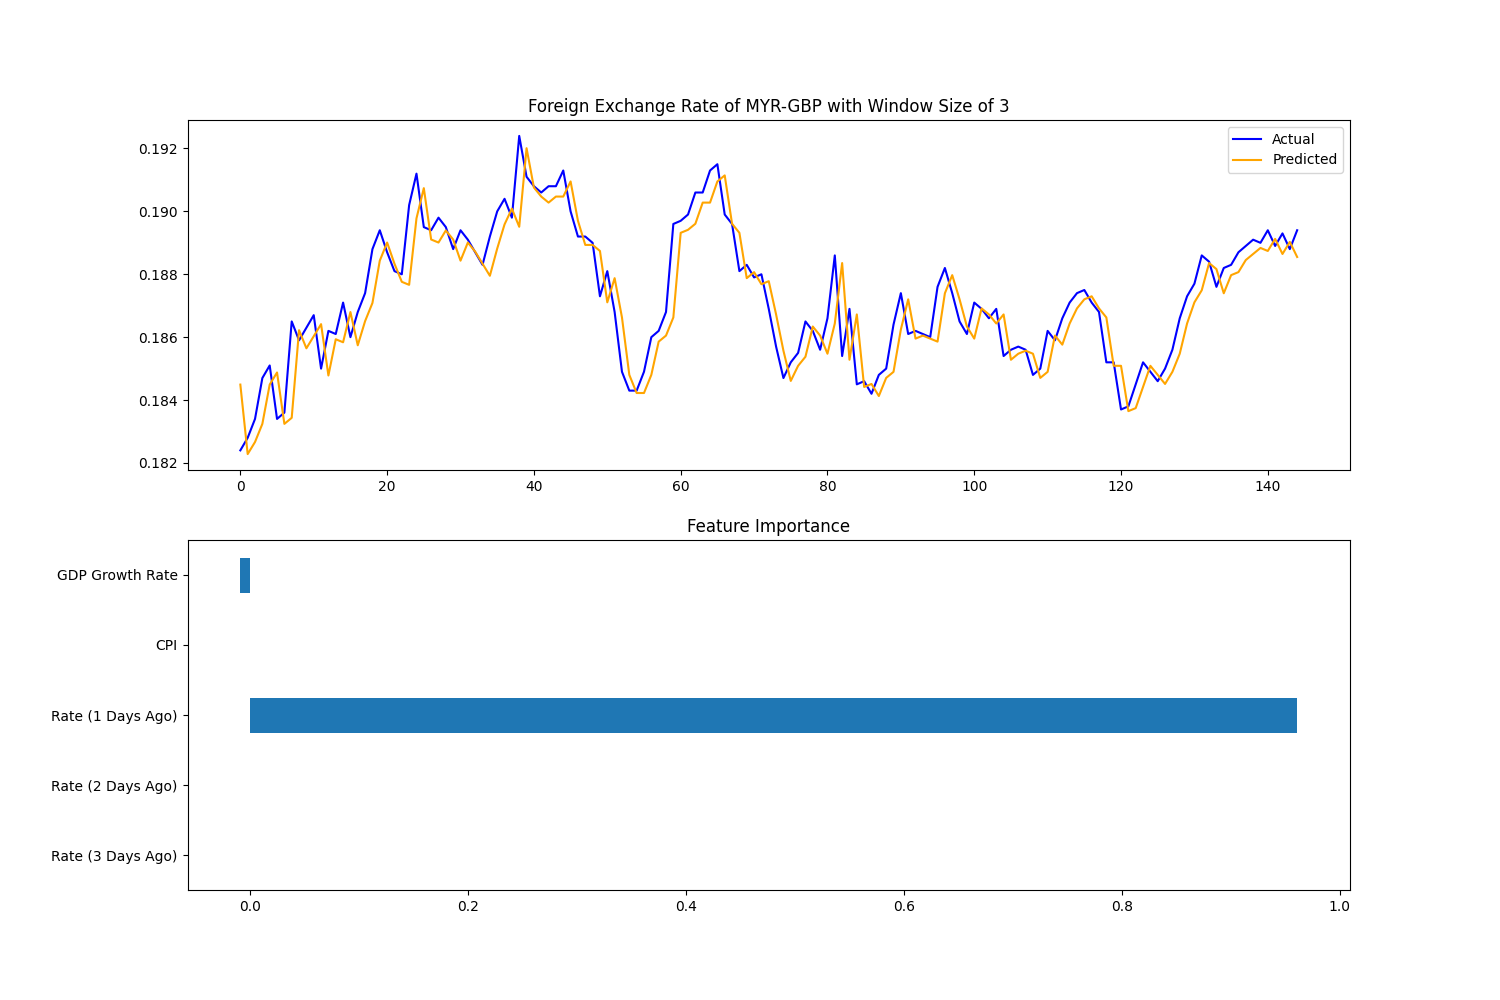 Foreign Exchange Rate of MYR-GBP with Window Size of 3
Actual
Predicted
0.192
0.190
0.188
0.186
0.184
0.182
0 20 40 60 80 100 120 140
Feature Importance
GDP Growth Rate
CPI
Rate (1 Days Ago)
Rate (2 Days Ago)
Rate (3 Days Ago)
0.0 0.2 0.4 0.6 0.8 1.0